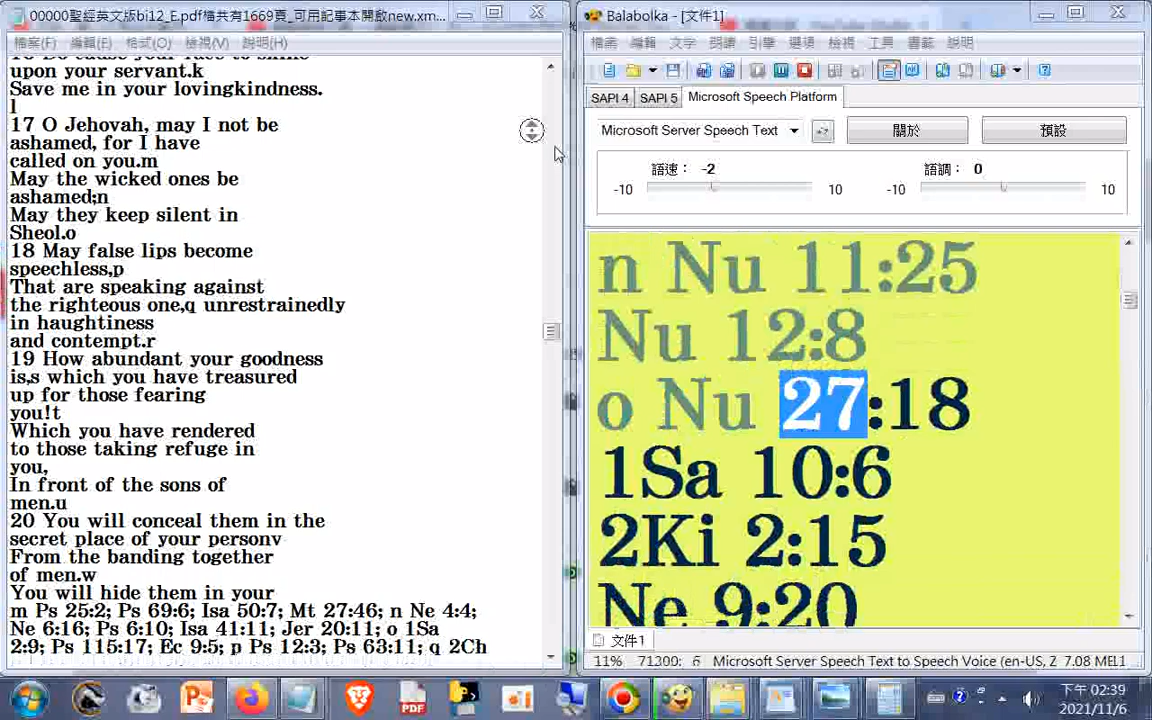 00000聖經英文版bi12_E.pdf檔共有1669頁_可用記事本開啟new.xm...
檔案(F) 編輯(E) 格式(O) 檢視(V) 說明(H)
upon your servant.k
Save me in your lovingkindness.
l
17 O Jehovah, may I not be
ashamed, for I have
called on you.m
May the wicked ones be
ashamed;n
May they keep silent in
Sheol.o
18 May false lips become
speechless,p
That are speaking against
the righteous one,q unrestrainedly
in haughtiness
and contempt.r
19 How abundant your goodness
is,s which you have treasured
up for those fearing
you!t
Which you have rendered
to those taking refuge in
you,
In front of the sons of
men.u
20 You will conceal them in the
secret place of your personv
From the banding together
of men.w
You will hide them in your
m Ps 25:2; Ps 69:6; Isa 50:7; Mt 27:46; n Ne 4:4;
Ne 6:16; Ps 6:10; Isa 41:11; Jer 20:11; o 1Sa
2:9; Ps 115:17; Ec 9:5; p Ps 12:3; Ps 63:11; q 2Ch
Balabolka - [文件1]
檔案 編輯 文字 朗讀 引擎 選項 檢視 工具 書籤 說明
SAPI 4 SAPI 5 Microsoft Speech Platform
Microsoft Server Speech Text 關於 預設
語速： -2 語調： 0
-10 10 -10 10
n Nu 11:25
Nu 12:8
o Nu 27:18
1Sa 10:6
2Ki 2:15
Ne 9:20
文件1
11% 71300: 6 Microsoft Server Speech Text to Speech Voice (en-US, Z 7.08 МБ
PDF
下午 02:39
2021/11/6